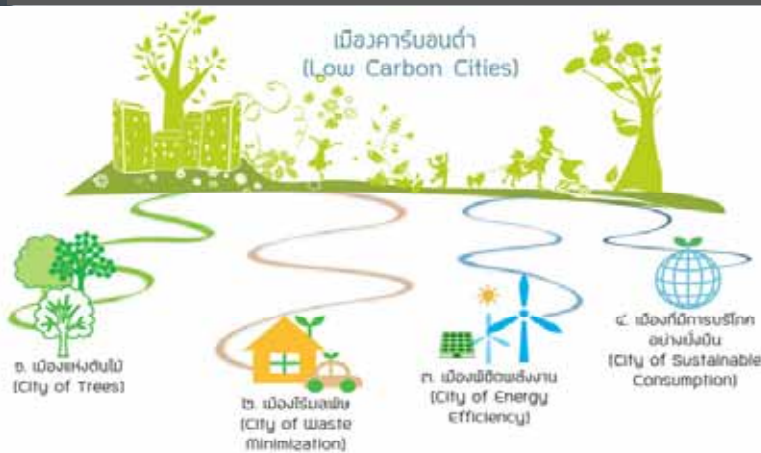 เมืองคาร์บอนต่ำ
(Low Carbon Cities)
๑. เมืองแห่งต้นไม้
(City of Trees)
๒. เมืองไร้มลพิษ
(City of Waste
Minimization)
๓. เมืองพิชิตพลังงาน
(City of Energy
Efficiency)
๔. เมืองที่มีการบริโภค
อย่างยั่งยืน
(City of Sustainable
Consumption)